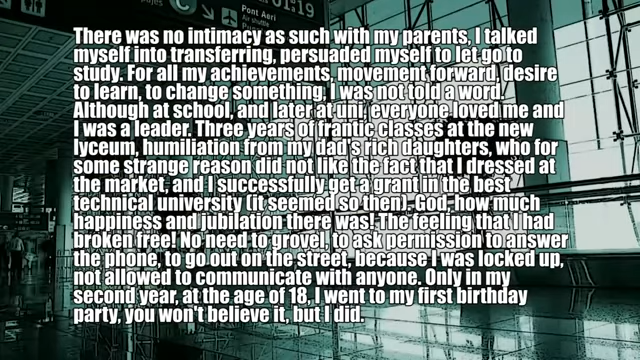 Pont Aeri
Air Shuttle
01:19
C
There was no intimacy as such with my parents, I talked
myself into transferring, persuaded myself to let go to
study. For all my achievements, movement forward, desire
to learn, to change something, I was not told a word.
Although at school, and later at uni, everyone loved me and
I was a leader. Three years of frantic classes at the new
lyceum, humiliation from my dad's rich daughters, who for
some strange reason did not like the fact that I dressed at
the market, and I successfully get a grant in the best
technical university (it seemed so then). God, how much
happiness and jubilation there was! The feeling that I had
broken free! No need to grovel, to ask permission to answer
the phone, to go out on the street, because I was locked up,
not allowed to communicate with anyone. Only in my
second year, at the age of 18, I went to my first birthday
party, you won't believe it, but I did.